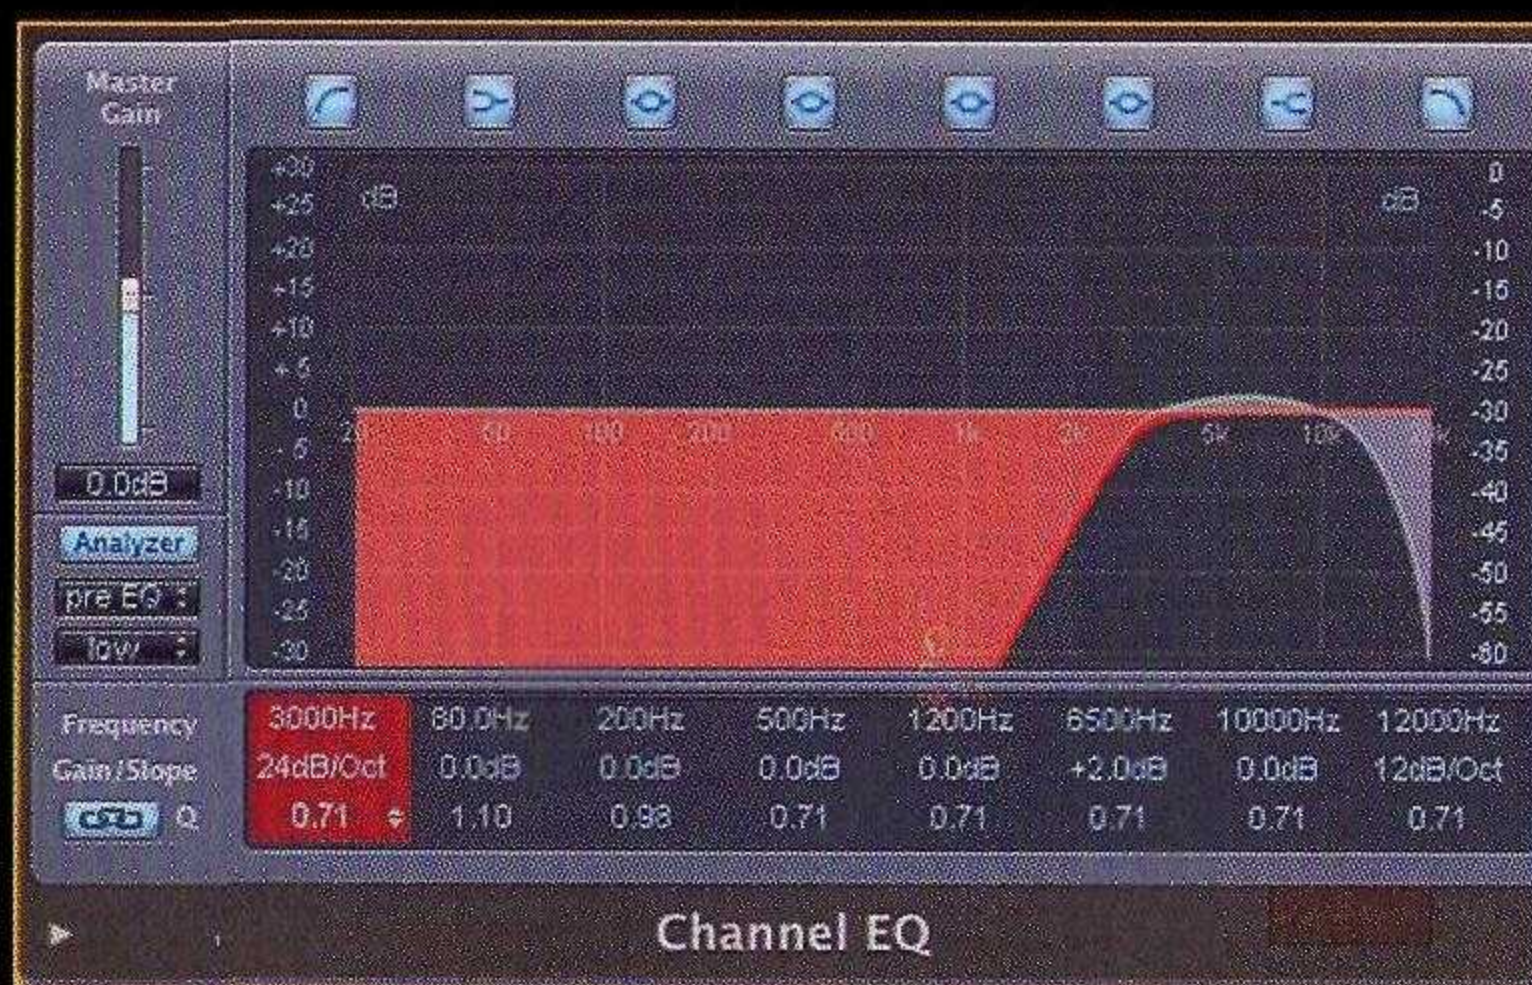 Master
Gain
+30
+25
+20
+15
+10
+ 5
0
- 5
-10
-15
-20
-25
-30
dB
dB
0
-5
-10
-15
-20
-25
-30
-35
-40
-45
-50
-55
-60
50 100 200 500 1k 2k 5k 10k
0.0dB
Analyzer
pre EQ
low
Frequency 3000Hz 80.0Hz 200Hz 500Hz 1200Hz 6500Hz 10000Hz 12000Hz
Gain/Slope 24dB/Oct 0.0dB 0.0dB 0.0dB 0.0dB +2.0dB 0.0dB 12dB/Oct
Q 0.71 1.10 0.98 0.71 0.71 0.71 0.71 0.71
Channel EQ